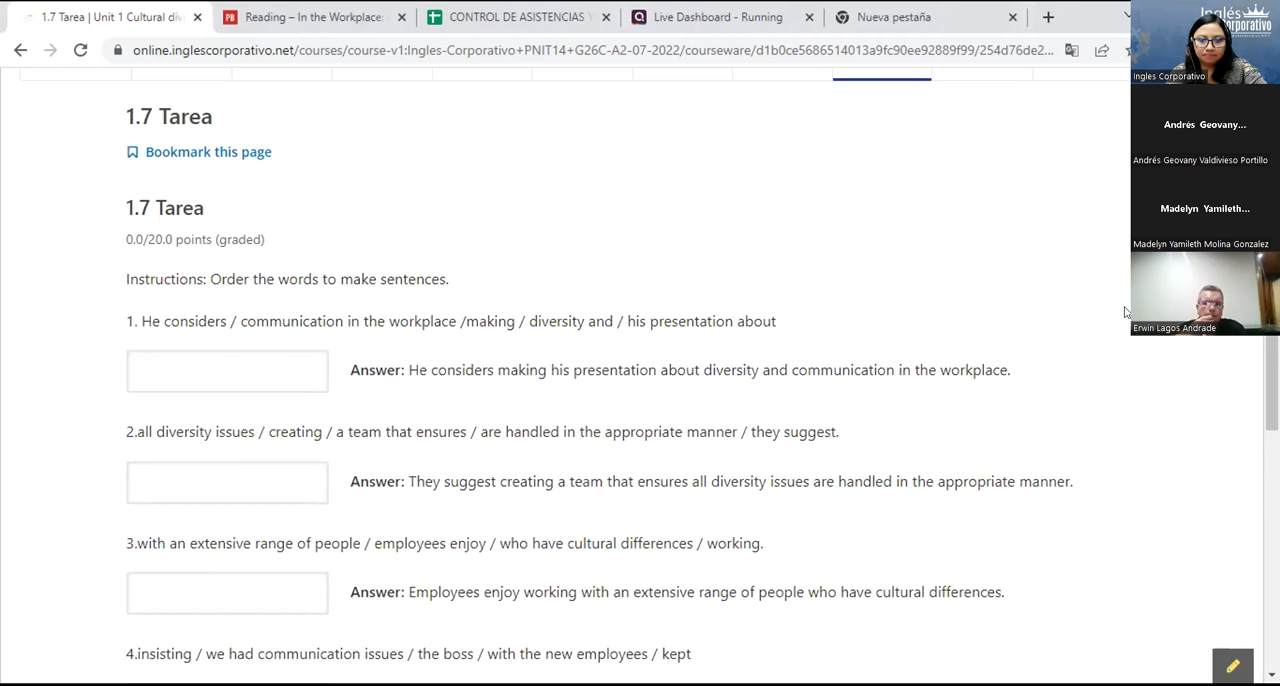 1.7 Tarea | Unit 1 Cultural div
Reading – In the Workplace:
CONTROL DE ASISTENCIAS Y
Live Dashboard - Running
Nueva pestaña
online.inglescorporativo.net/courses/course-v1:Ingles-Corporativo+PNIT14+G26C-A2-07-2022/courseware/d1b0ce5686514013a9fc90ee92889f99/254d76de2...
Inglés
Corporativo
Ingles Corporativo
Andrés Geovany...
Andrés Geovany Valdivieso Portillo
Madelyn Yamileth...
Madelyn Yamileth Molina Gonzalez
Erwin Lagos Andrade
1.7 Tarea
Bookmark this page
1.7 Tarea
0.0/20.0 points (graded)
Instructions: Order the words to make sentences.
1. He considers / communication in the workplace /making / diversity and / his presentation about
Answer: He considers making his presentation about diversity and communication in the workplace.
2.all diversity issues / creating / a team that ensures / are handled in the appropriate manner / they suggest.
Answer: They suggest creating a team that ensures all diversity issues are handled in the appropriate manner.
3.with an extensive range of people / employees enjoy / who have cultural differences / working.
Answer: Employees enjoy working with an extensive range of people who have cultural differences.
4.insisting / we had communication issues / the boss / with the new employees / kept